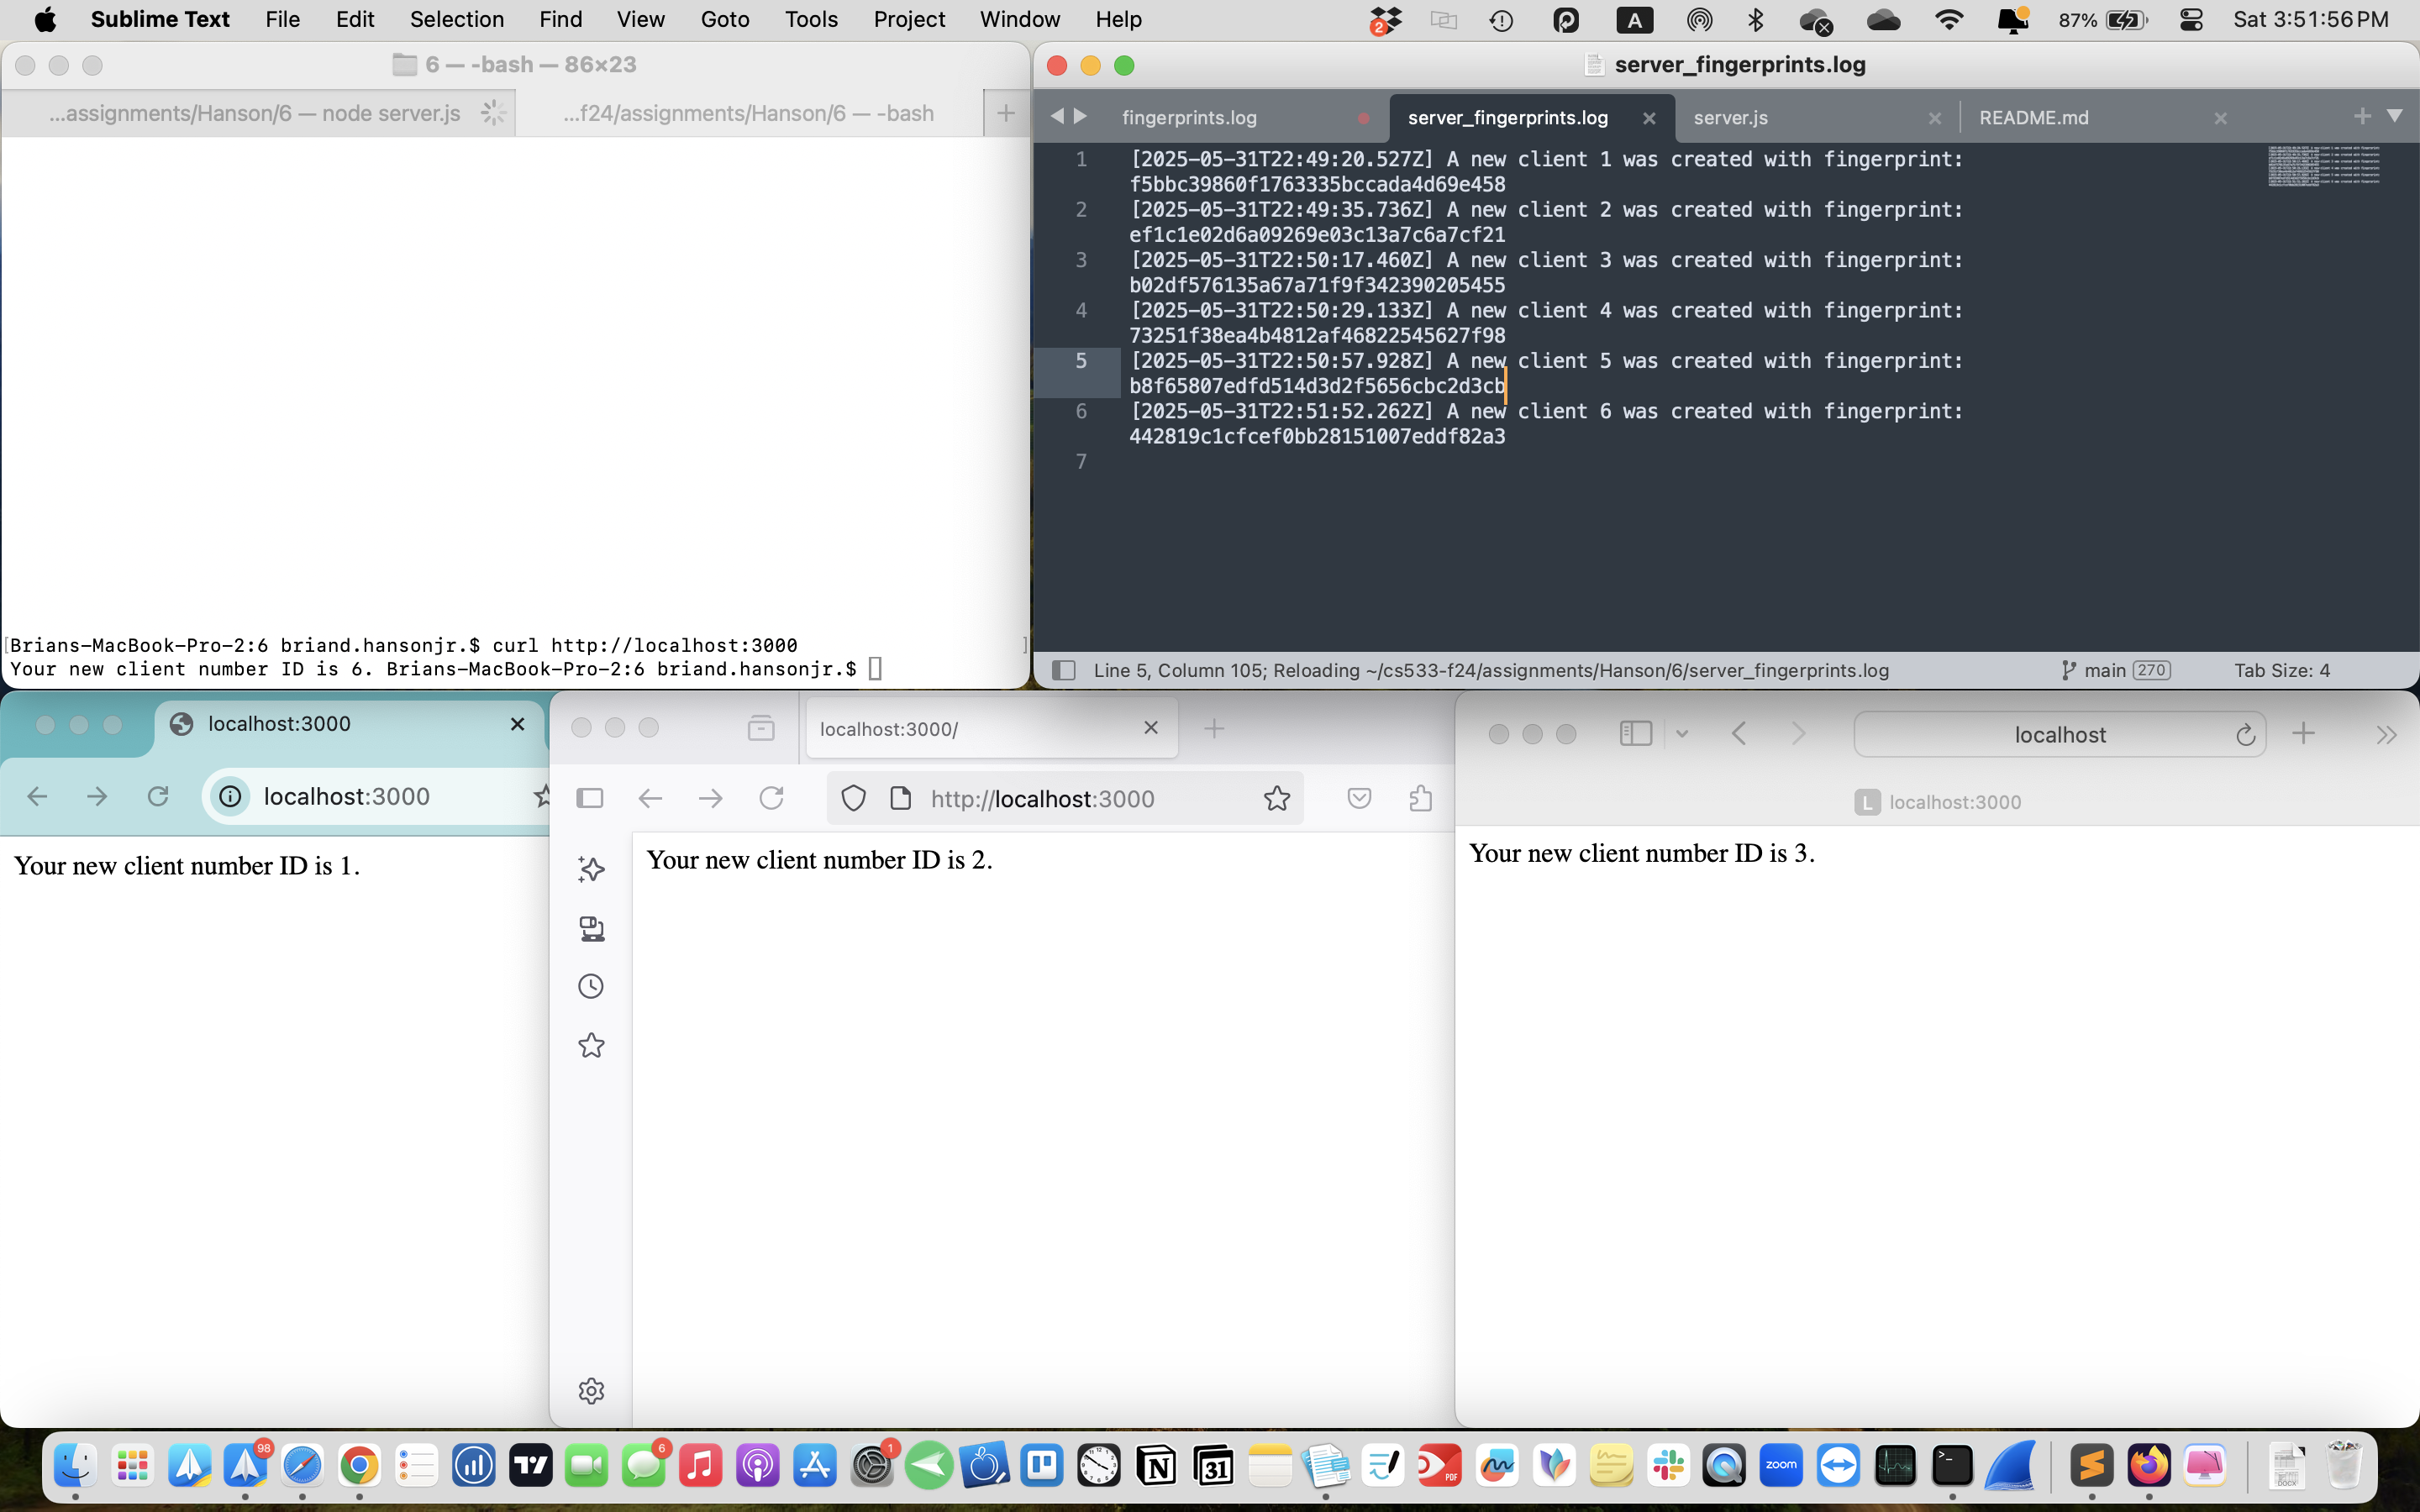 Sublime Text File Edit Selection Find View Goto Tools Project Window Help 2 A 87% Sat 3:51:56 PM
6 — -bash — 86×23
...assignments/Hanson/6 — node server.js ...f24/assignments/Hanson/6 — -bash +
[Brians-MacBook-Pro-2:6 briand.hansonjr.$ curl http://localhost:3000 ]
Your new client number ID is 6. Brians-MacBook-Pro-2:6 briand.hansonjr.$
server_fingerprints.log
fingerprints.log server_fingerprints.log × server.js × README.md × +
1 [2025-05-31T22:49:20.527Z] A new client 1 was created with fingerprint:
f5bbc39860f1763335bccada4d69e458
2 [2025-05-31T22:49:35.736Z] A new client 2 was created with fingerprint:
ef1c1e02d6a09269e03c13a7c6a7cf21
3 [2025-05-31T22:50:17.460Z] A new client 3 was created with fingerprint:
b02df576135a67a71f9f342390205455
4 [2025-05-31T22:50:29.133Z] A new client 4 was created with fingerprint:
73251f38ea4b4812af46822545627f98
5 [2025-05-31T22:50:57.928Z] A new client 5 was created with fingerprint:
b8f65807edfd514d3d2f5656cbc2d3cb
6 [2025-05-31T22:51:52.262Z] A new client 6 was created with fingerprint:
442819c1cfcef0bb28151007eddf82a3
7
Line 5, Column 105; Reloading ~/cs533-f24/assignments/Hanson/6/server_fingerprints.log main 270 Tab Size: 4
localhost:3000
localhost:3000
Your new client number ID is 1.
localhost:3000/
http://localhost:3000
Your new client number ID is 2.
localhost
L localhost:3000
Your new client number ID is 3.
98 6 1 31 PDF zoom DOCX